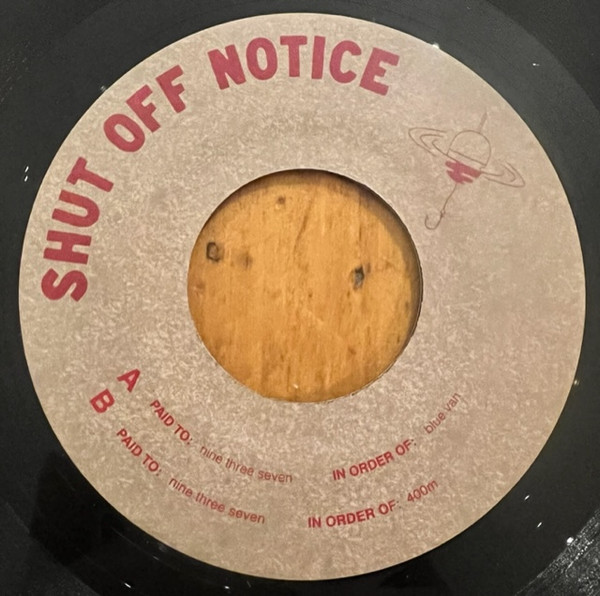 SHUT OFF NOTICE
A PAID TO: nine three seven IN ORDER OF: blue van
B PAID TO: nine three seven IN ORDER OF: 400m